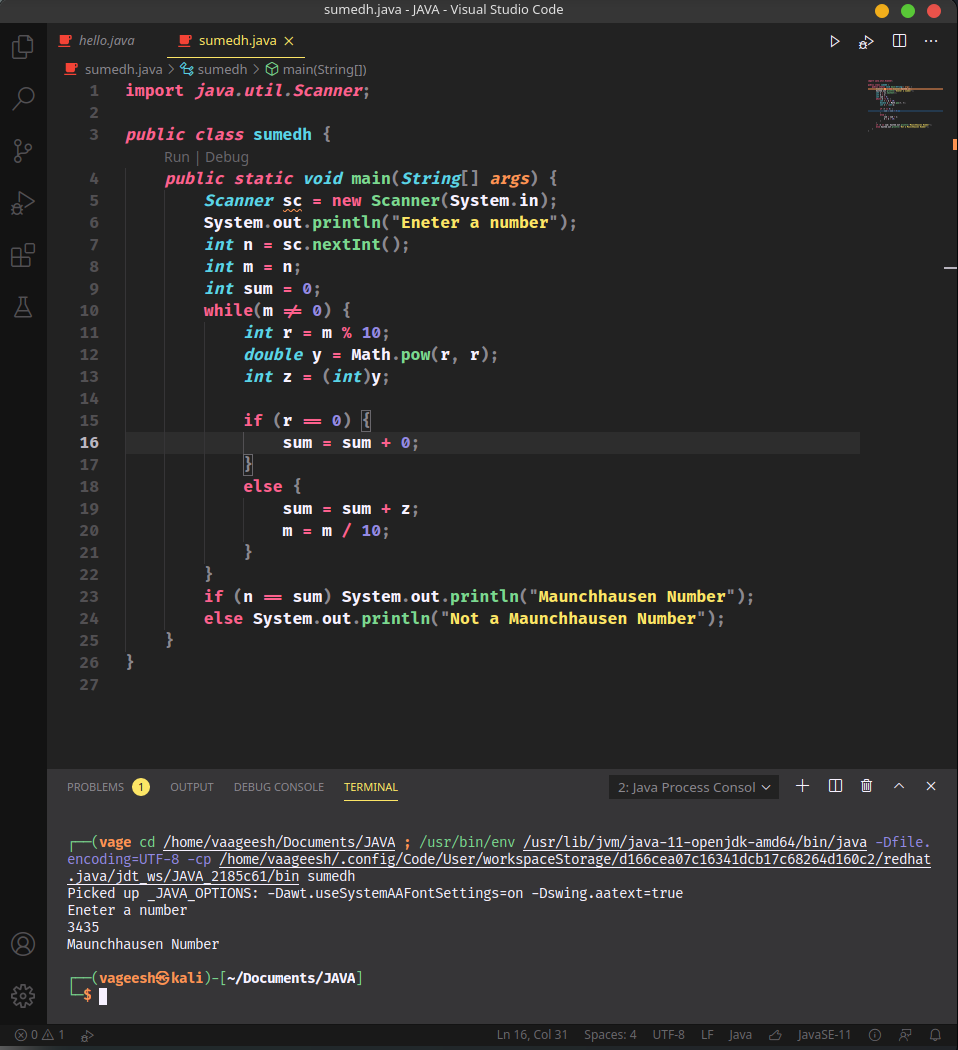 sumedh.java - JAVA - Visual Studio Code
hello.java sumedh.java
sumedh.java > sumedh > main(String[])
1 import java.util.Scanner;
2
3 public class sumedh {
Run | Debug
4 public static void main(String[] args) {
5 Scanner sc = new Scanner(System.in);
6 System.out.println("Eneter a number");
7 int n = sc.nextInt();
8 int m = n;
9 int sum = 0;
10 while(m != 0) {
11 int r = m % 10;
12 double y = Math.pow(r, r);
13 int z = (int)y;
14
15 if (r == 0) {
16 sum = sum + 0;
17 }
18 else {
19 sum = sum + z;
20 m = m / 10;
21 }
22 }
23 if (n == sum) System.out.println("Maunchhausen Number");
24 else System.out.println("Not a Maunchhausen Number");
25 }
26 }
27
PROBLEMS 1 OUTPUT DEBUG CONSOLE TERMINAL 2: Java Process Consol
┌──(vage cd /home/vaageesh/Documents/JAVA ; /usr/bin/env /usr/lib/jvm/java-11-openjdk-amd64/bin/java -Dfile.
encoding=UTF-8 -cp /home/vaageesh/.config/Code/User/workspaceStorage/d166cea07c16341dcb17c68264d160c2/redhat
.java/jdt_ws/JAVA_2185c61/bin sumedh
Picked up _JAVA_OPTIONS: -Dawt.useSystemAAFontSettings=on -Dswing.aatext=true
Eneter a number
3435
Maunchhausen Number
┌──(vageesh㉿kali)-[~/Documents/JAVA]
└─$
0 1 Ln 16, Col 31 Spaces: 4 UTF-8 LF Java JavaSE-11